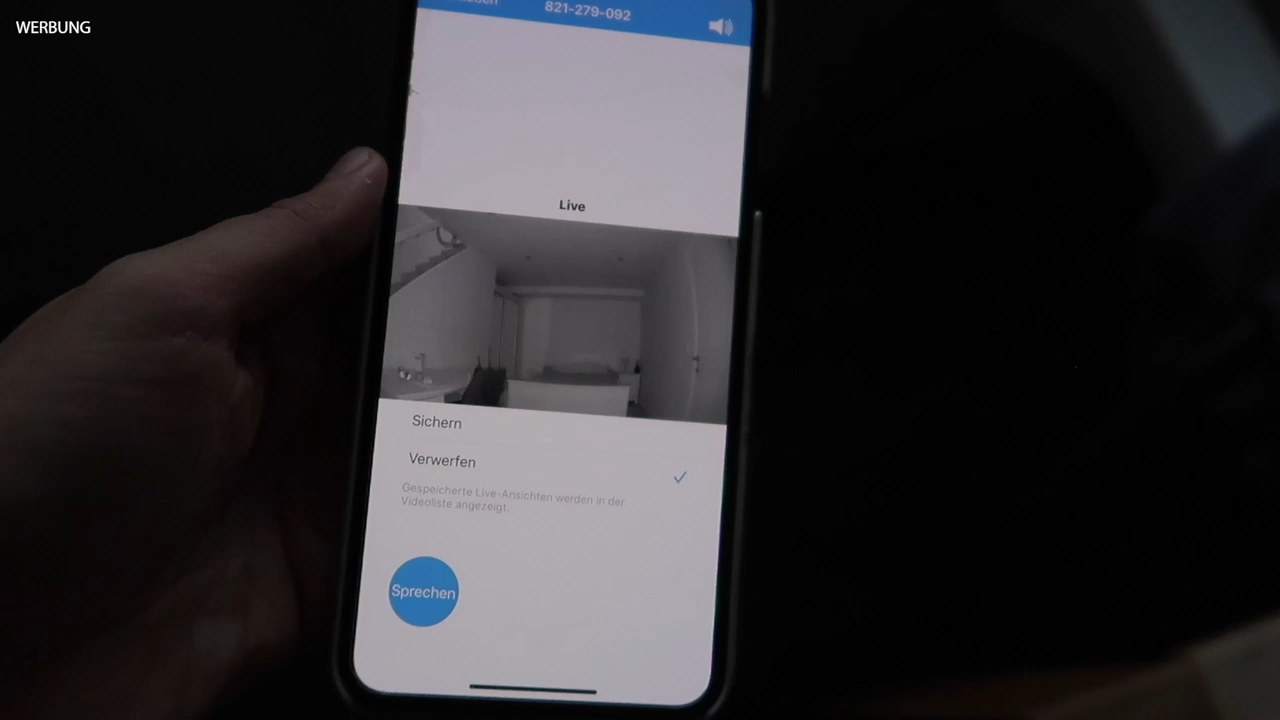 WERBUNG
821-279-092
Live
Sichern
Verwerfen
Gespeicherte Live-Ansichten werden in der
Videoliste angezeigt.
Sprechen